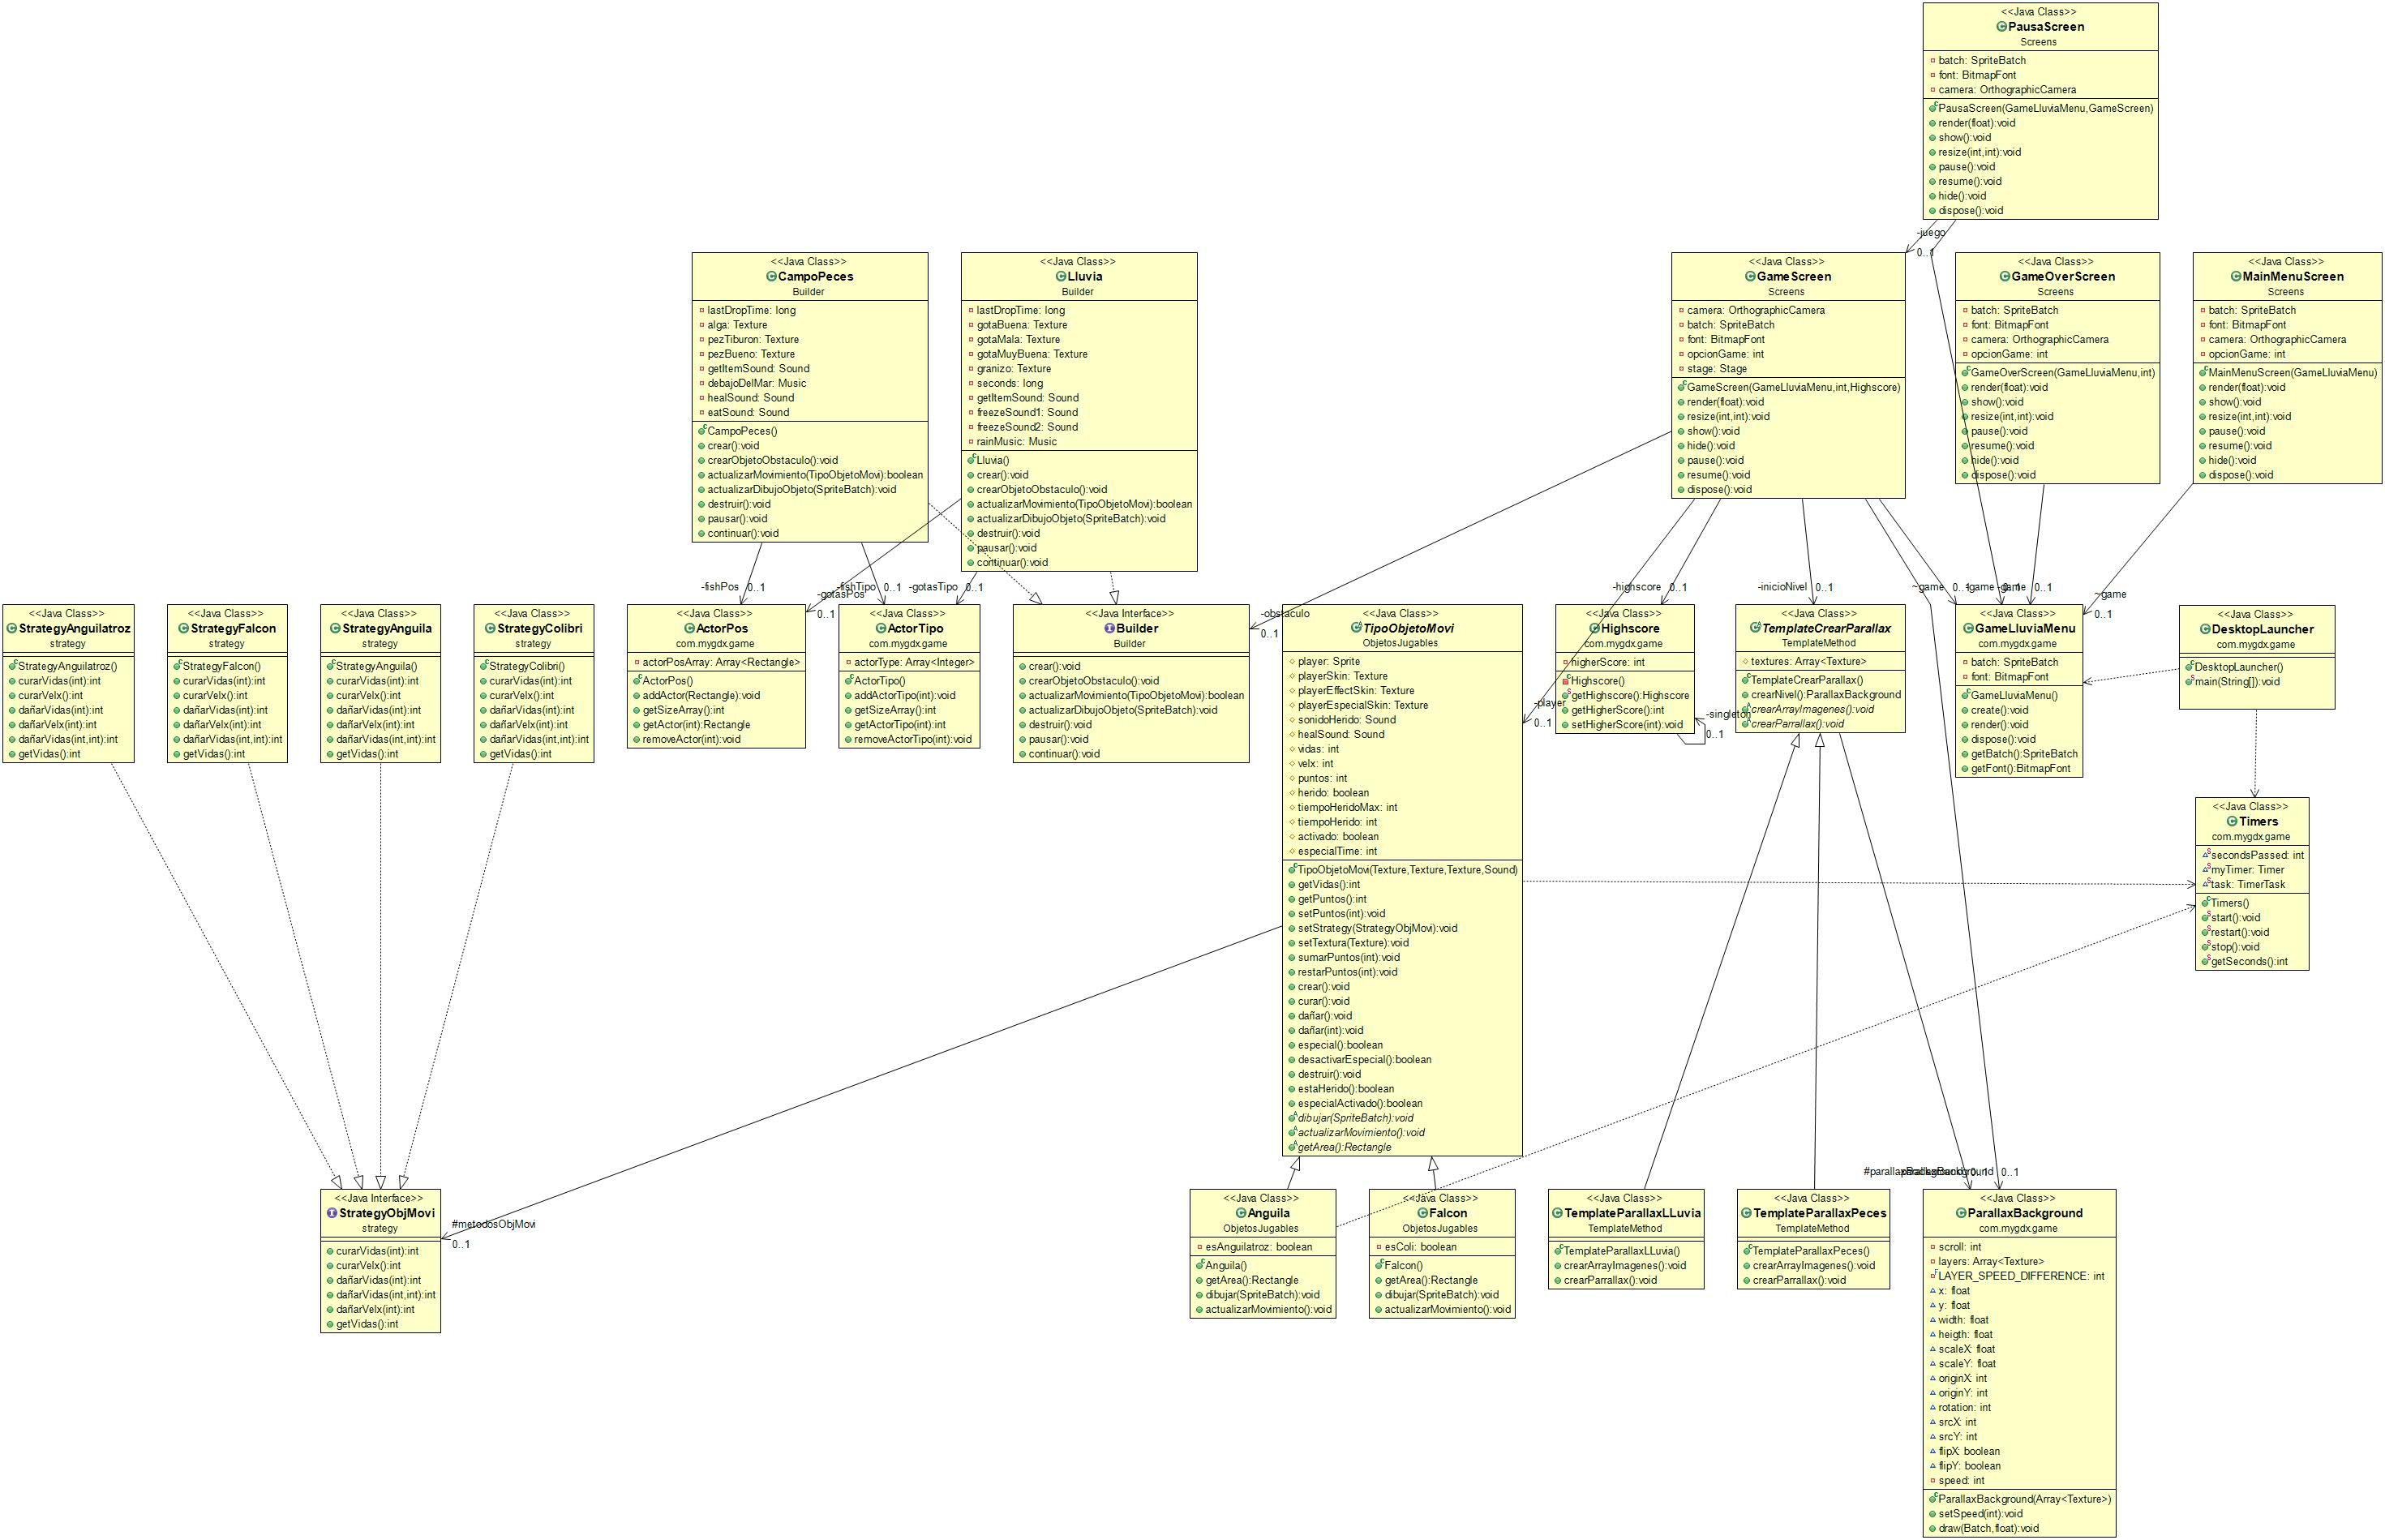 <<Java Class>>
PausaScreen
Screens
batch: SpriteBatch
font: BitmapFont
camera: OrthographicCamera
PausaScreen(GameLluviaMenu,GameScreen)
render(float):void
show():void
resize(int,int):void
pause():void
resume():void
hide():void
dispose():void
-juego
0..1
<<Java Class>>
CampoPeces
Builder
lastDropTime: long
alga: Texture
pezTiburon: Texture
pezBueno: Texture
getItemSound: Sound
debajoDelMar: Music
healSound: Sound
eatSound: Sound
CampoPeces()
crear():void
crearObjetoObstaculo():void
actualizarMovimiento(TipoObjetoMovi):boolean
actualizarDibujoObjeto(SpriteBatch):void
destruir():void
pausar():void
continuar():void
<<Java Class>>
Lluvia
Builder
lastDropTime: long
gotaBuena: Texture
gotaMala: Texture
gotaMuyBuena: Texture
granizo: Texture
seconds: long
getItemSound: Sound
freezeSound1: Sound
freezeSound2: Sound
rainMusic: Music
Lluvia()
crear():void
crearObjetoObstaculo():void
actualizarMovimiento(TipoObjetoMovi):boolean
actualizarDibujoObjeto(SpriteBatch):void
destruir():void
pausar():void
continuar():void
<<Java Class>>
GameScreen
Screens
camera: OrthographicCamera
batch: SpriteBatch
font: BitmapFont
opcionGame: int
stage: Stage
GameScreen(GameLluviaMenu,int,Highscore)
render(float):void
resize(int,int):void
show():void
hide():void
pause():void
resume():void
dispose():void
<<Java Class>>
GameOverScreen
Screens
batch: SpriteBatch
font: BitmapFont
camera: OrthographicCamera
opcionGame: int
GameOverScreen(GameLluviaMenu,int)
render(float):void
show():void
resize(int,int):void
pause():void
resume():void
hide():void
dispose():void
<<Java Class>>
MainMenuScreen
Screens
batch: SpriteBatch
font: BitmapFont
camera: OrthographicCamera
opcionGame: int
MainMenuScreen(GameLluviaMenu)
render(float):void
show():void
resize(int,int):void
pause():void
resume():void
hide():void
dispose():void
-fishPos 0..1
-gotasPos
0..1
-fishTipo 0..1
-gotasTipo 0..1
-obstaculo
0..1
-player
0..1
-highscore 0..1
-singleton
0..1
-inicioNivel 0..1
~game 0..1
-game
-game 0..1
~game
0..1
<<Java Class>>
StrategyAnguilatroz
strategy
StrategyAnguilatroz()
curarVidas(int):int
curarVelx():int
dañarVidas(int):int
dañarVelx(int):int
dañarVidas(int,int):int
getVidas():int
<<Java Class>>
StrategyFalcon
strategy
StrategyFalcon()
curarVidas(int):int
curarVelx():int
dañarVidas(int):int
dañarVelx(int):int
dañarVidas(int,int):int
getVidas():int
<<Java Class>>
StrategyAnguila
strategy
StrategyAnguila()
curarVidas(int):int
curarVelx():int
dañarVidas(int):int
dañarVelx(int):int
dañarVidas(int,int):int
getVidas():int
<<Java Class>>
StrategyColibri
strategy
StrategyColibri()
curarVidas(int):int
curarVelx():int
dañarVidas(int):int
dañarVelx(int):int
dañarVidas(int,int):int
getVidas():int
<<Java Class>>
ActorPos
com.mygdx.game
actorPosArray: Array<Rectangle>
ActorPos()
addActor(Rectangle):void
getSizeArray():int
getActor(int):Rectangle
removeActor(int):void
<<Java Class>>
ActorTipo
com.mygdx.game
actorType: Array<Integer>
ActorTipo()
addActorTipo(int):void
getSizeArray():int
getActorTipo(int):int
removeActorTipo(int):void
<<Java Interface>>
Builder
Builder
crear():void
crearObjetoObstaculo():void
actualizarMovimiento(TipoObjetoMovi):boolean
actualizarDibujoObjeto(SpriteBatch):void
destruir():void
pausar():void
continuar():void
<<Java Class>>
TipoObjetoMovi
ObjetosJugables
player: Sprite
playerSkin: Texture
playerEffectSkin: Texture
playerEspecialSkin: Texture
sonidoHerido: Sound
healSound: Sound
vidas: int
velx: int
puntos: int
herido: boolean
tiempoHeridoMax: int
tiempoHerido: int
activado: boolean
especialTime: int
TipoObjetoMovi(Texture,Texture,Texture,Sound)
getVidas():int
getPuntos():int
setPuntos(int):void
setStrategy(StrategyObjMovi):void
setTextura(Texture):void
sumarPuntos(int):void
restarPuntos(int):void
crear():void
curar():void
dañar():void
dañar(int):void
especial():boolean
desactivarEspecial():boolean
destruir():void
estaHerido():boolean
especialActivado():boolean
dibujar(SpriteBatch):void
actualizarMovimiento():void
getArea():Rectangle
<<Java Class>>
Highscore
com.mygdx.game
higherScore: int
Highscore()
getHighscore():Highscore
getHigherScore():int
setHigherScore(int):void
<<Java Class>>
TemplateCrearParallax
TemplateMethod
textures: Array<Texture>
TemplateCrearParallax()
crearNivel():ParallaxBackground
crearArrayImagenes():void
crearParrallax():void
<<Java Class>>
GameLluviaMenu
com.mygdx.game
batch: SpriteBatch
font: BitmapFont
GameLluviaMenu()
create():void
render():void
dispose():void
getBatch():SpriteBatch
getFont():BitmapFont
<<Java Class>>
DesktopLauncher
com.mygdx.game
DesktopLauncher()
main(String[]):void
<<Java Class>>
Timers
com.mygdx.game
secondsPassed: int
myTimer: Timer
task: TimerTask
Timers()
start():void
restart():void
stop():void
getSeconds():int
<<Java Interface>>
StrategyObjMovi
strategy
curarVidas(int):int
curarVelx():int
dañarVidas(int):int
dañarVidas(int,int):int
dañarVelx(int):int
getVidas():int
#metodosObjMovi
0..1
<<Java Class>>
Anguila
ObjetosJugables
esAnguilatroz: boolean
Anguila()
getArea():Rectangle
dibujar(SpriteBatch):void
actualizarMovimiento():void
<<Java Class>>
Falcon
ObjetosJugables
esColi: boolean
Falcon()
getArea():Rectangle
dibujar(SpriteBatch):void
actualizarMovimiento():void
<<Java Class>>
TemplateParallaxLLuvia
TemplateMethod
TemplateParallaxLLuvia()
crearArrayImagenes():void
crearParrallax():void
<<Java Class>>
TemplateParallaxPeces
TemplateMethod
TemplateParallaxPeces()
crearArrayImagenes():void
crearParrallax():void
0..1
<<Java Class>>
ParallaxBackground
com.mygdx.game
scroll: int
layers: Array<Texture>
LAYER_SPEED_DIFFERENCE: int
x: float
y: float
width: float
heigth: float
scaleX: float
scaleY: float
originX: int
originY: int
rotation: int
srcX: int
srcY: int
flipX: boolean
flipY: boolean
speed: int
ParallaxBackground(Array<Texture>)
setSpeed(int):void
draw(Batch,float):void